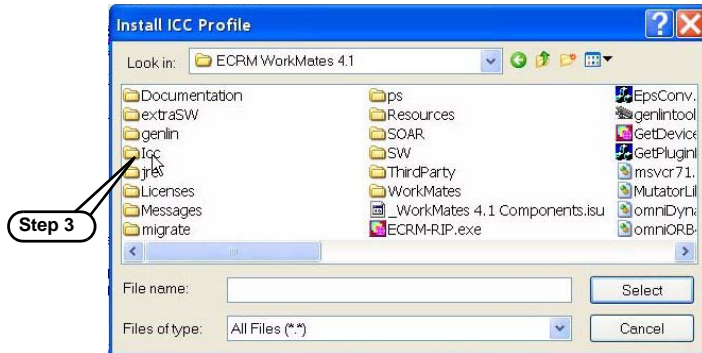 Install ICC Profile
Look in: ECRM WorkMates 4.1
Documentation
extraSW
genlin
Icc
jre
Licenses
Messages
migrate
ps
Resources
SOAR
SW
ThirdParty
WorkMates
_WorkMates 4.1 Components.isu
ECRM-RIP.exe
EpsConv.
genlintool
GetDevice
GetPluginI
msvcr71.
MutatorLi
omniDyna
omniORB4
Step 3
File name:
Select
Files of type: All Files (*.*)
Cancel